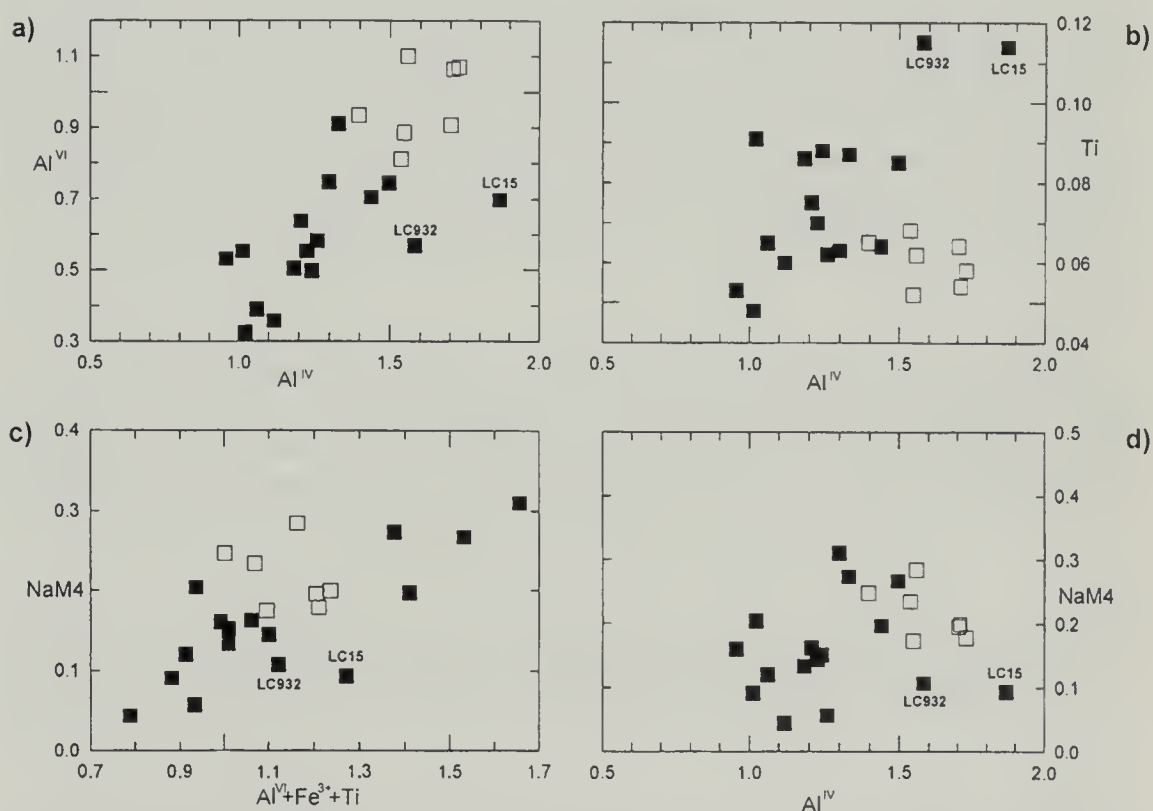 a)
1.1
0.9
Al^VI
0.7
0.5
0.3
LC15
LC932
0.5 1.0 1.5 2.0
Al^IV
b)
0.12
0.10
Ti
0.08
0.06
0.04
LC932
LC15
0.5 1.0 1.5 2.0
Al^IV
c)
0.4
0.3
NaM4
0.1
0.0
LC932
LC15
0.7 0.9 1.1 1.3 1.5 1.7
Al^VI+Fe^3++Ti
d)
0.5
0.4
0.3
NaM4
0.2
0.1
0.0
LC932
LC15
0.5 1.0 1.5 2.0
Al^IV